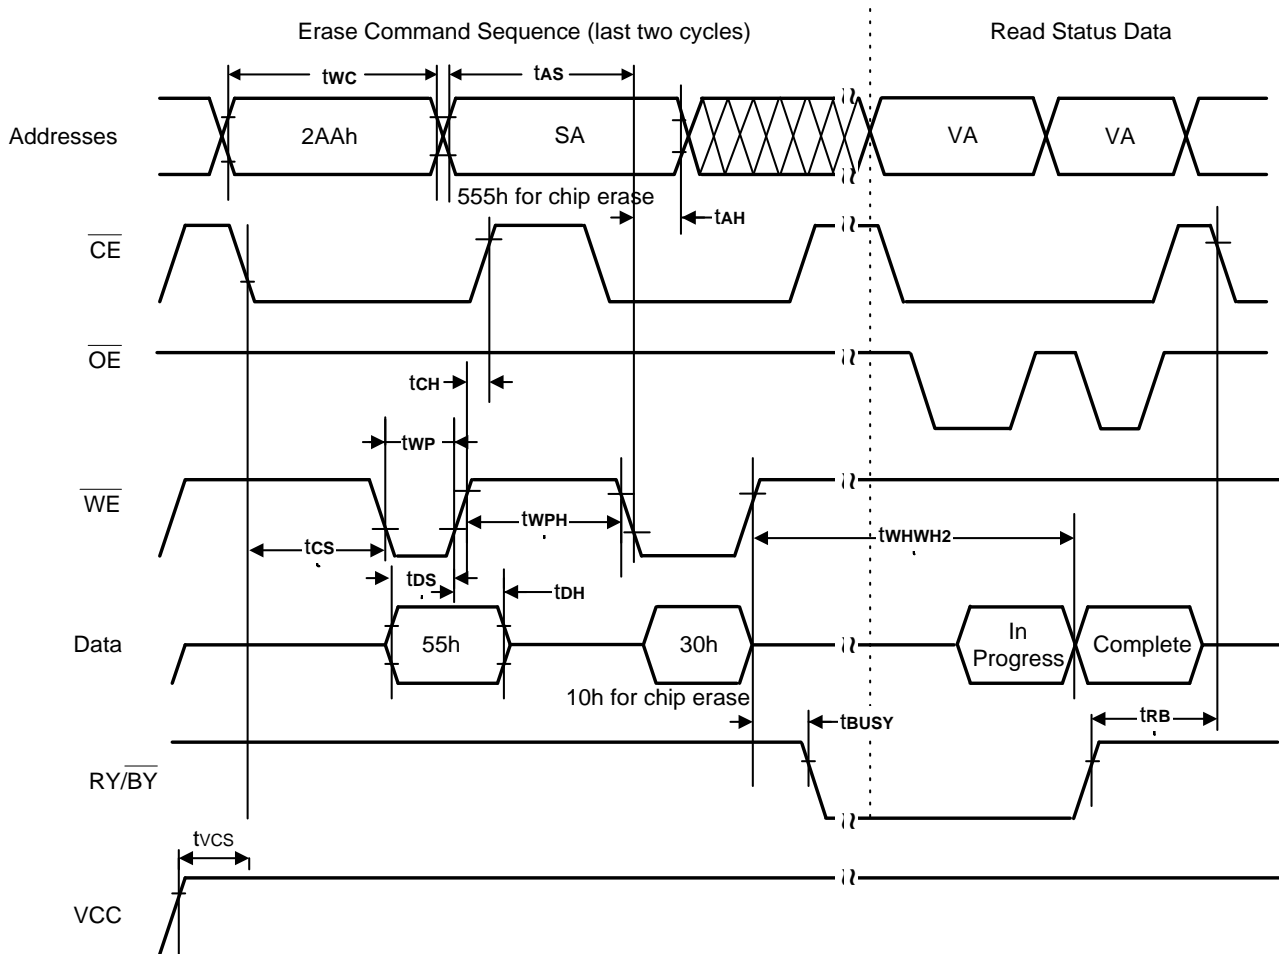 Erase Command Sequence (last two cycles)
Read Status Data
tWC
tAS
Addresses
2AAh
SA
VA
VA
555h for chip erase
tAH
CE
OE
tCH
tWP
WE
tWPH
tWHWH2
tCS
tDS
tDH
Data
55h
30h
In
Progress
Complete
10h for chip erase
tBUSY
tRB
RY/BY
tVCS
VCC